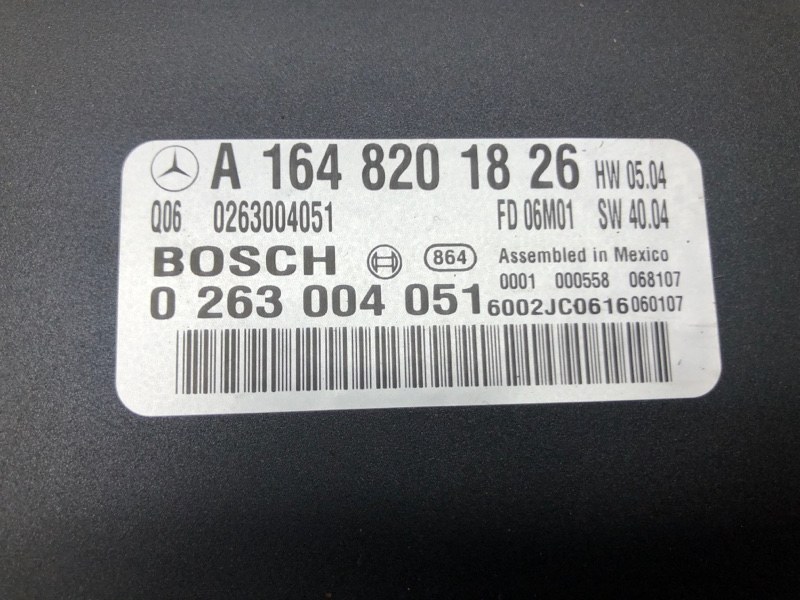 A 164 820 18 26 HW 05.04
Q06 0263004051 FD 06M01 SW 40.04
BOSCH 864 Assembled in Mexico
0001 000558 068107
0 263 004 051 6002JC0616 060107